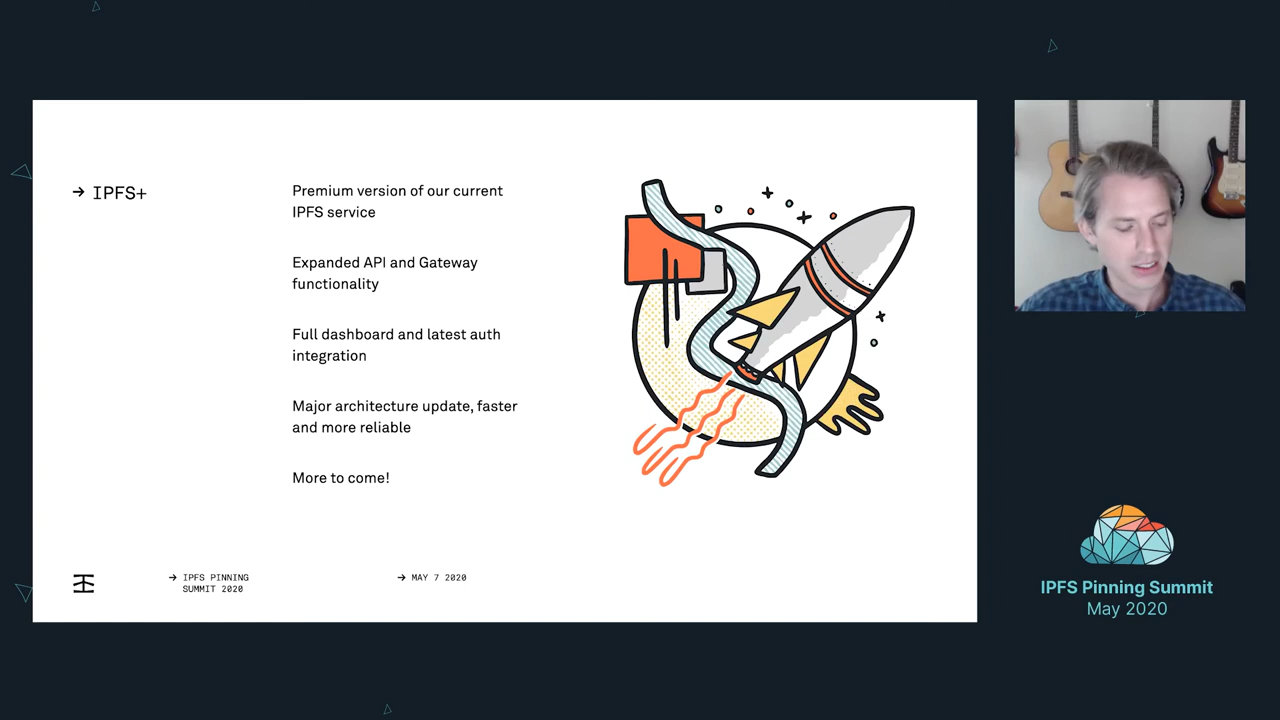 → IPFS+
Premium version of our current
IPFS service
Expanded API and Gateway
functionality
Full dashboard and latest auth
integration
Major architecture update, faster
and more reliable
More to come!
→ IPFS PINNING
SUMMIT 2020
→ MAY 7 2020
IPFS Pinning Summit
May 2020